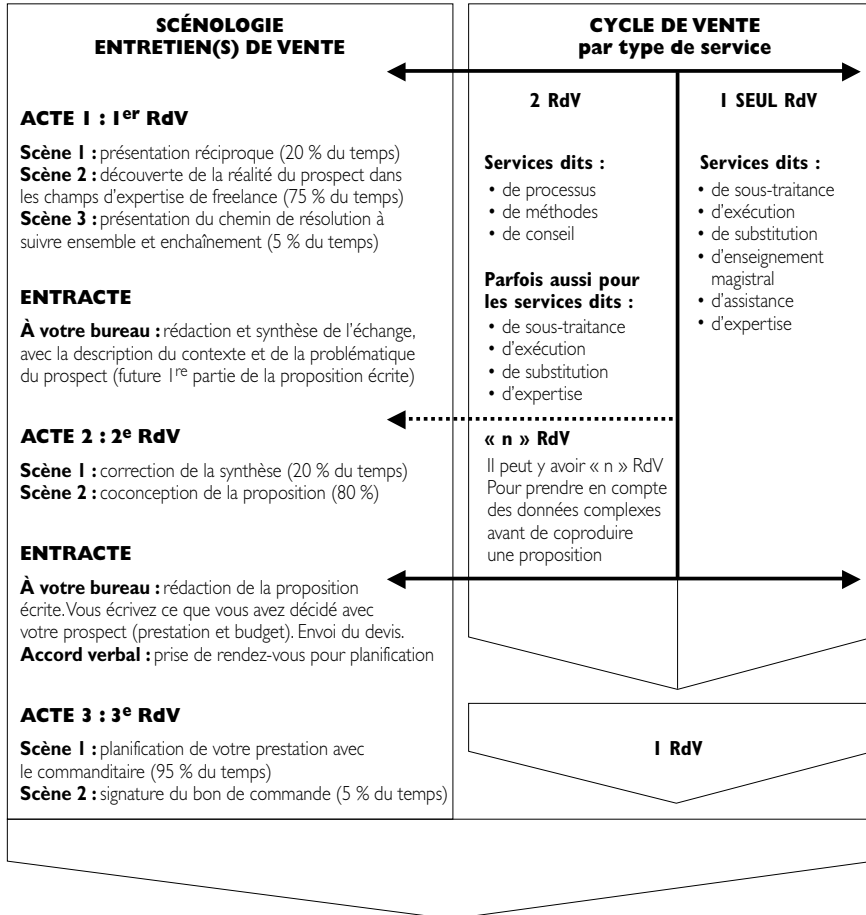 SCÉNOLOGIE
ENTRETIEN(S) DE VENTE
ACTE 1 : 1er RdV
Scène 1 : présentation réciproque (20 % du temps)
Scène 2 : découverte de la réalité du prospect dans
les champs d'expertise de freelance (75 % du temps)
Scène 3 : présentation du chemin de résolution à
suivre ensemble et enchaînement (5 % du temps)
ENTRACTE
À votre bureau : rédaction et synthèse de l'échange,
avec la description du contexte et de la problématique
du prospect (future 1re partie de la proposition écrite)
ACTE 2 : 2e RdV
Scène 1 : correction de la synthèse (20 % du temps)
Scène 2 : coconception de la proposition (80 %)
ENTRACTE
À votre bureau : rédaction de la proposition
écrite. Vous écrivez ce que vous avez décidé avec
votre prospect (prestation et budget). Envoi du devis.
Accord verbal : prise de rendez-vous pour planification
ACTE 3 : 3e RdV
Scène 1 : planification de votre prestation avec
le commanditaire (95 % du temps)
Scène 2 : signature du bon de commande (5 % du temps)
CYCLE DE VENTE
par type de service
2 RdV
Services dits :
• de processus
• de méthodes
• de conseil
Parfois aussi pour
les services dits :
• de sous-traitance
• d'exécution
• de substitution
• d'expertise
« n » RdV
Il peut y avoir « n » RdV
Pour prendre en compte
des données complexes
avant de coproduire
une proposition
1 SEUL RdV
Services dits :
• de sous-traitance
• d'exécution
• de substitution
• d'enseignement
magistral
• d'assistance
• d'expertise
1 RdV